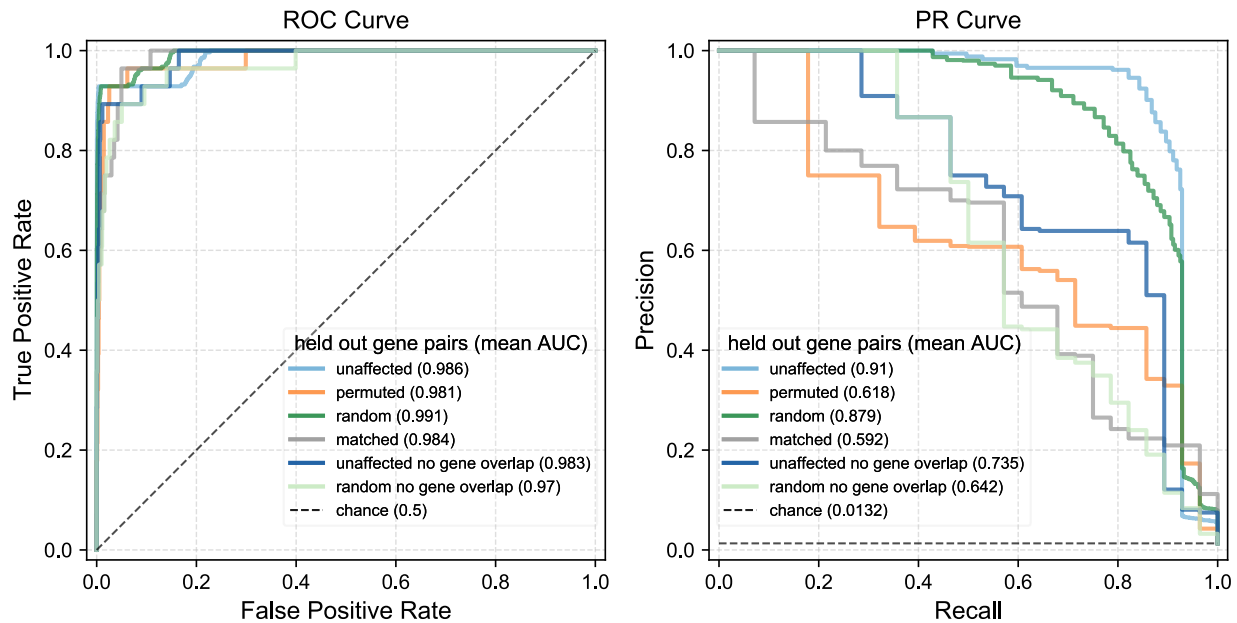 ROC Curve
True Positive Rate
1.0
0.8
0.6
0.4
0.2
0.0
held out gene pairs (mean AUC)
unaffected (0.986)
permuted (0.981)
random (0.991)
matched (0.984)
unaffected no gene overlap (0.983)
random no gene overlap (0.97)
chance (0.5)
0.0 0.2 0.4 0.6 0.8 1.0
False Positive Rate
PR Curve
Precision
1.0
0.8
0.6
0.4
0.2
0.0
held out gene pairs (mean AUC)
unaffected (0.91)
permuted (0.618)
random (0.879)
matched (0.592)
unaffected no gene overlap (0.735)
random no gene overlap (0.642)
chance (0.0132)
0.0 0.2 0.4 0.6 0.8 1.0
Recall